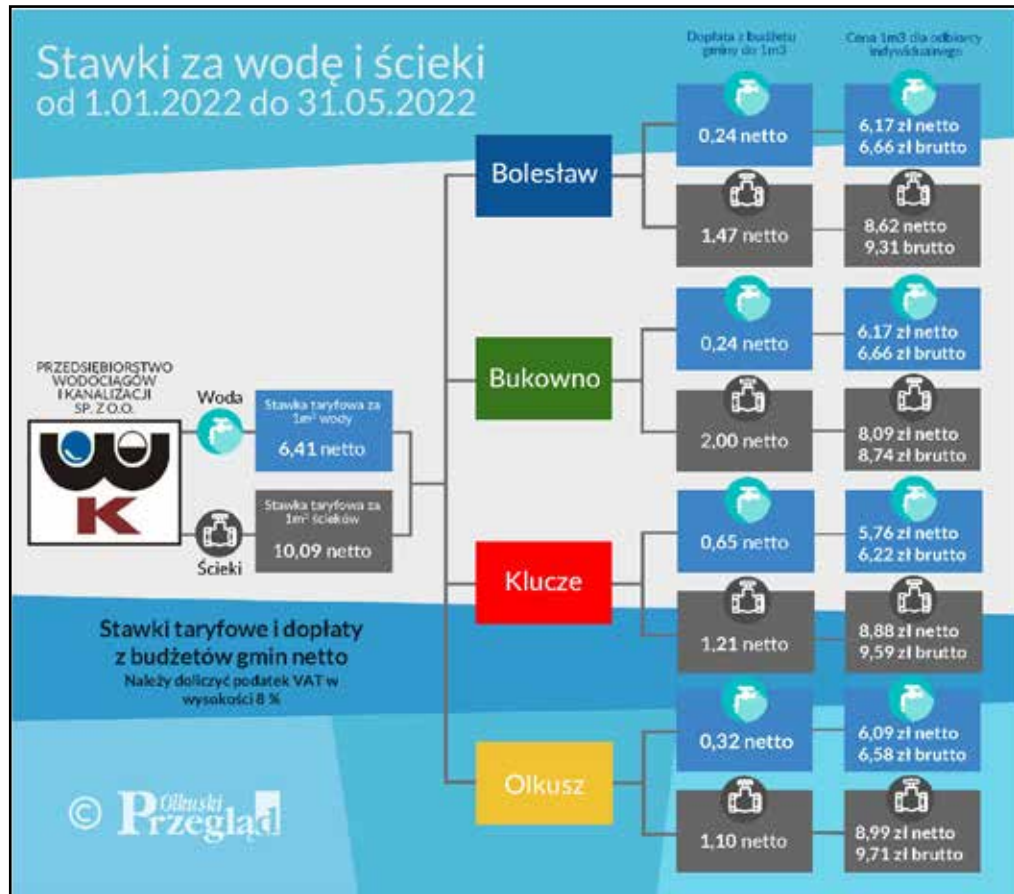 Stawki za wodę i ścieki
od 1.01.2022 do 31.05.2022
Dopłata z budżetu
gminy do 1m3
Cena 1m3 dla odbiorcy
indywidualnego
PRZEDSIĘBIORSTWO
WODOCIĄGÓW
I KANALIZACJI
SP. Z O.O.
WK
Woda
Stawka taryfowa za
1m³ wody
6,41 netto
Ścieki
Stawka taryfowa za
1m³ ścieków
10,09 netto
Bolesław
0,24 netto
6,17 zł netto
6,66 zł brutto
1,47 netto
8,62 netto
9,31 brutto
Bukowno
0,24 netto
6,17 zł netto
6,66 zł brutto
2,00 netto
8,09 zł netto
8,74 zł brutto
Klucze
0,65 netto
5,76 zł netto
6,22 zł brutto
1,21 netto
8,88 zł netto
9,59 zł brutto
Olkusz
0,32 netto
6,09 zł netto
6,58 zł brutto
1,10 netto
8,99 zł netto
9,71 zł brutto
Stawki taryfowe i dopłaty
z budżetów gmin netto
Należy doliczyć podatek VAT w
wysokości 8 %
© Olkuski
Przegląd